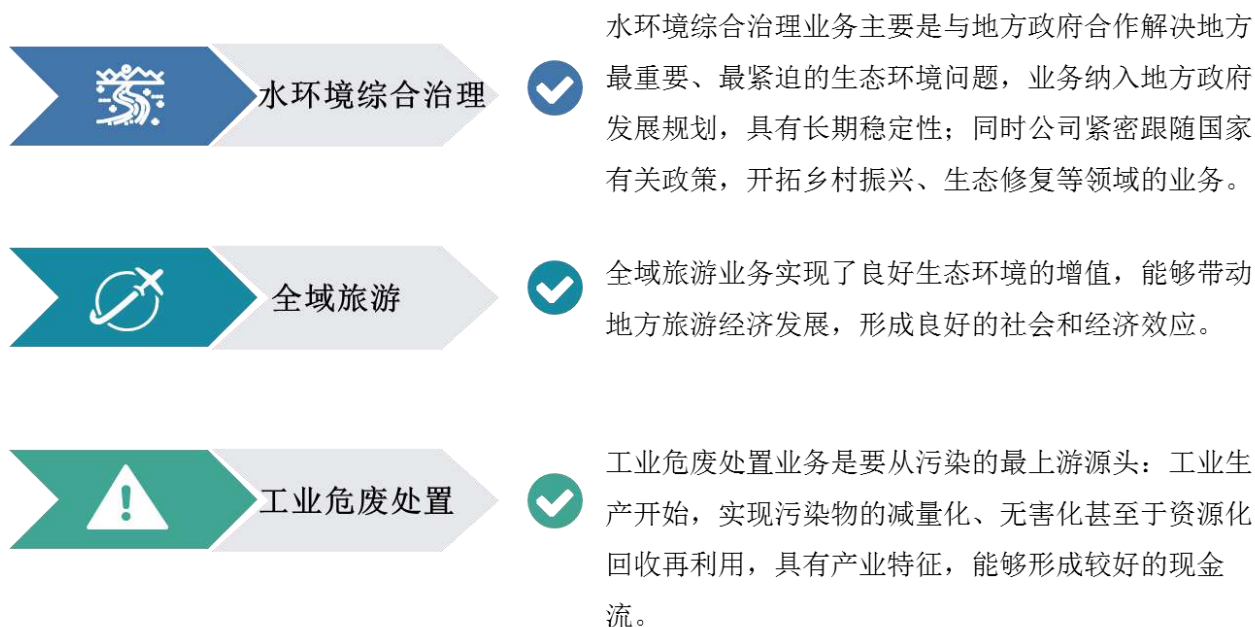 水环境综合治理
水环境综合治理业务主要是与地方政府合作解决地方
最重要、最紧迫的生态环境问题，业务纳入地方政府
发展规划，具有长期稳定性；同时公司紧密跟随国家
有关政策，开拓乡村振兴、生态修复等领域的业务。
全域旅游
全域旅游业务实现了良好生态环境的增值，能够带动
地方旅游经济发展，形成良好的社会和经济效应。
工业危废处置
工业危废处置业务是要从污染的最上游源头：工业生
产开始，实现污染物的减量化、无害化甚至于资源化
回收再利用，具有产业特征，能够形成较好的现金
流。